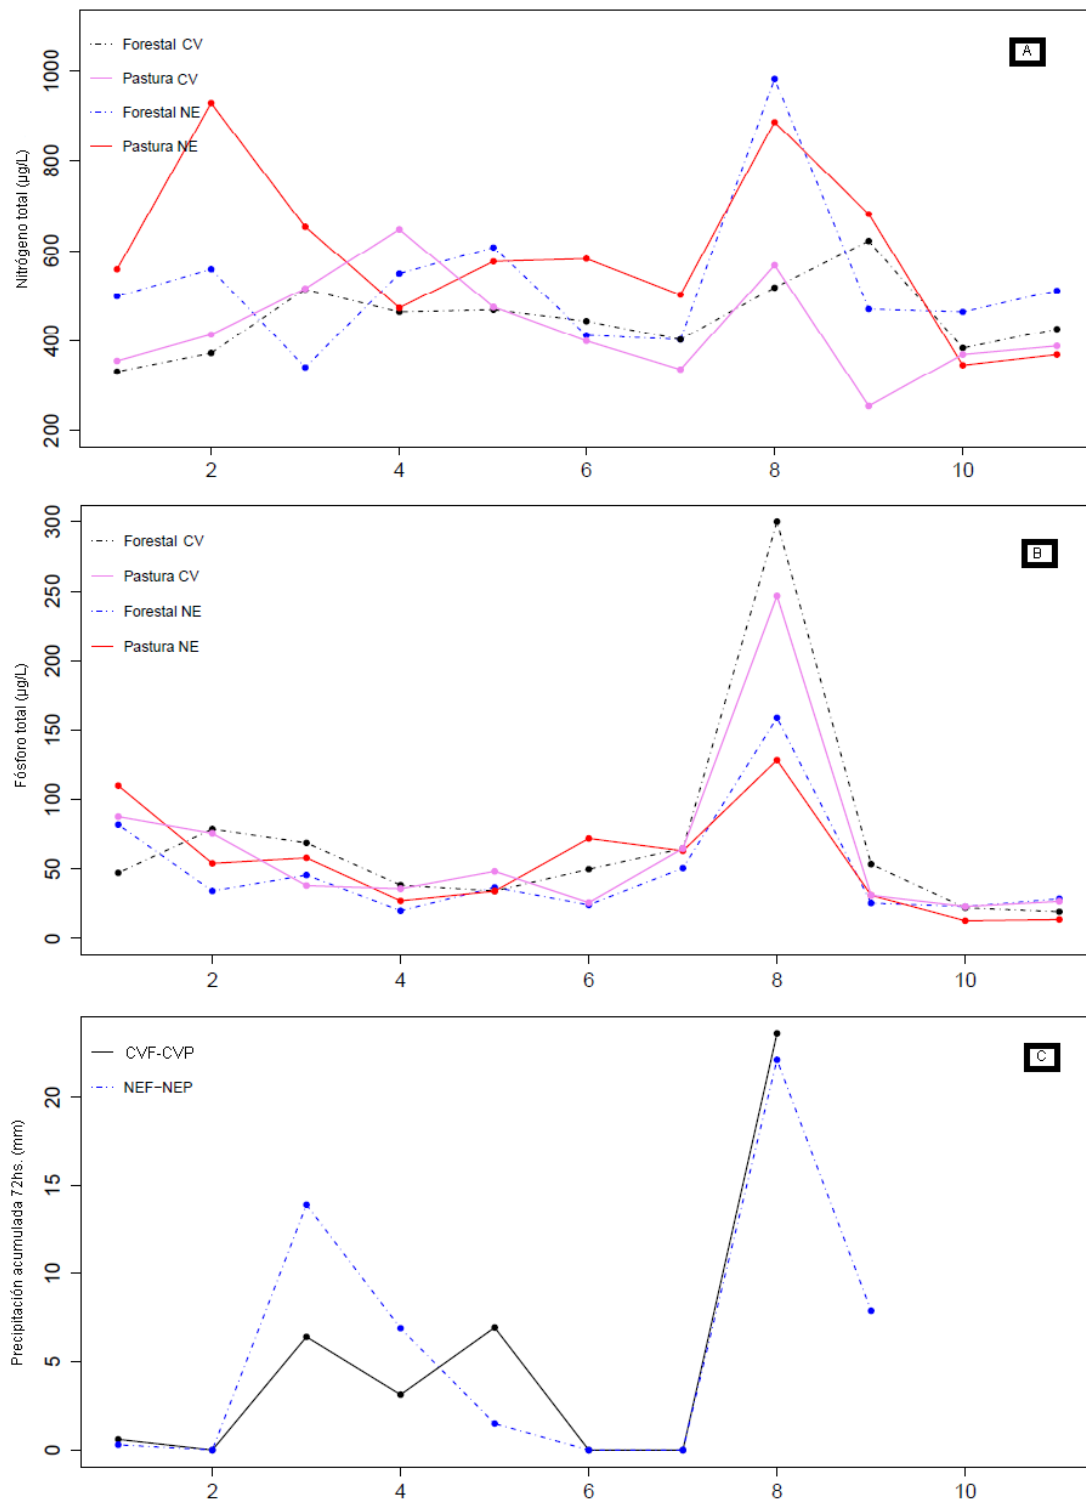 A
Forestal CV
Pastura CV
Forestal NE
Pastura NE
Nitrógeno total (µg/L)
1000
800
600
400
200
2 4 6 8 10
B
Forestal CV
Pastura CV
Forestal NE
Pastura NE
Fósforo total (µg/L)
300
250
200
150
100
50
0
2 4 6 8 10
C
CVF-CVP
NEF-NEP
Precipitación acumulada 72hs. (mm)
20
15
10
5
0
2 4 6 8 10